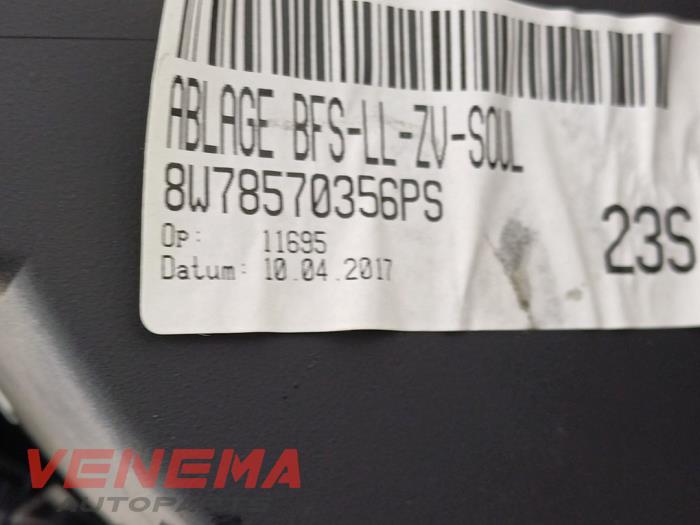 ABLAGE BFS-LL-ZV-SOUL
8W78570356PS
Op: 11695
23S
Datum: 10.04.2017
VENEMA
AUTOPARTS